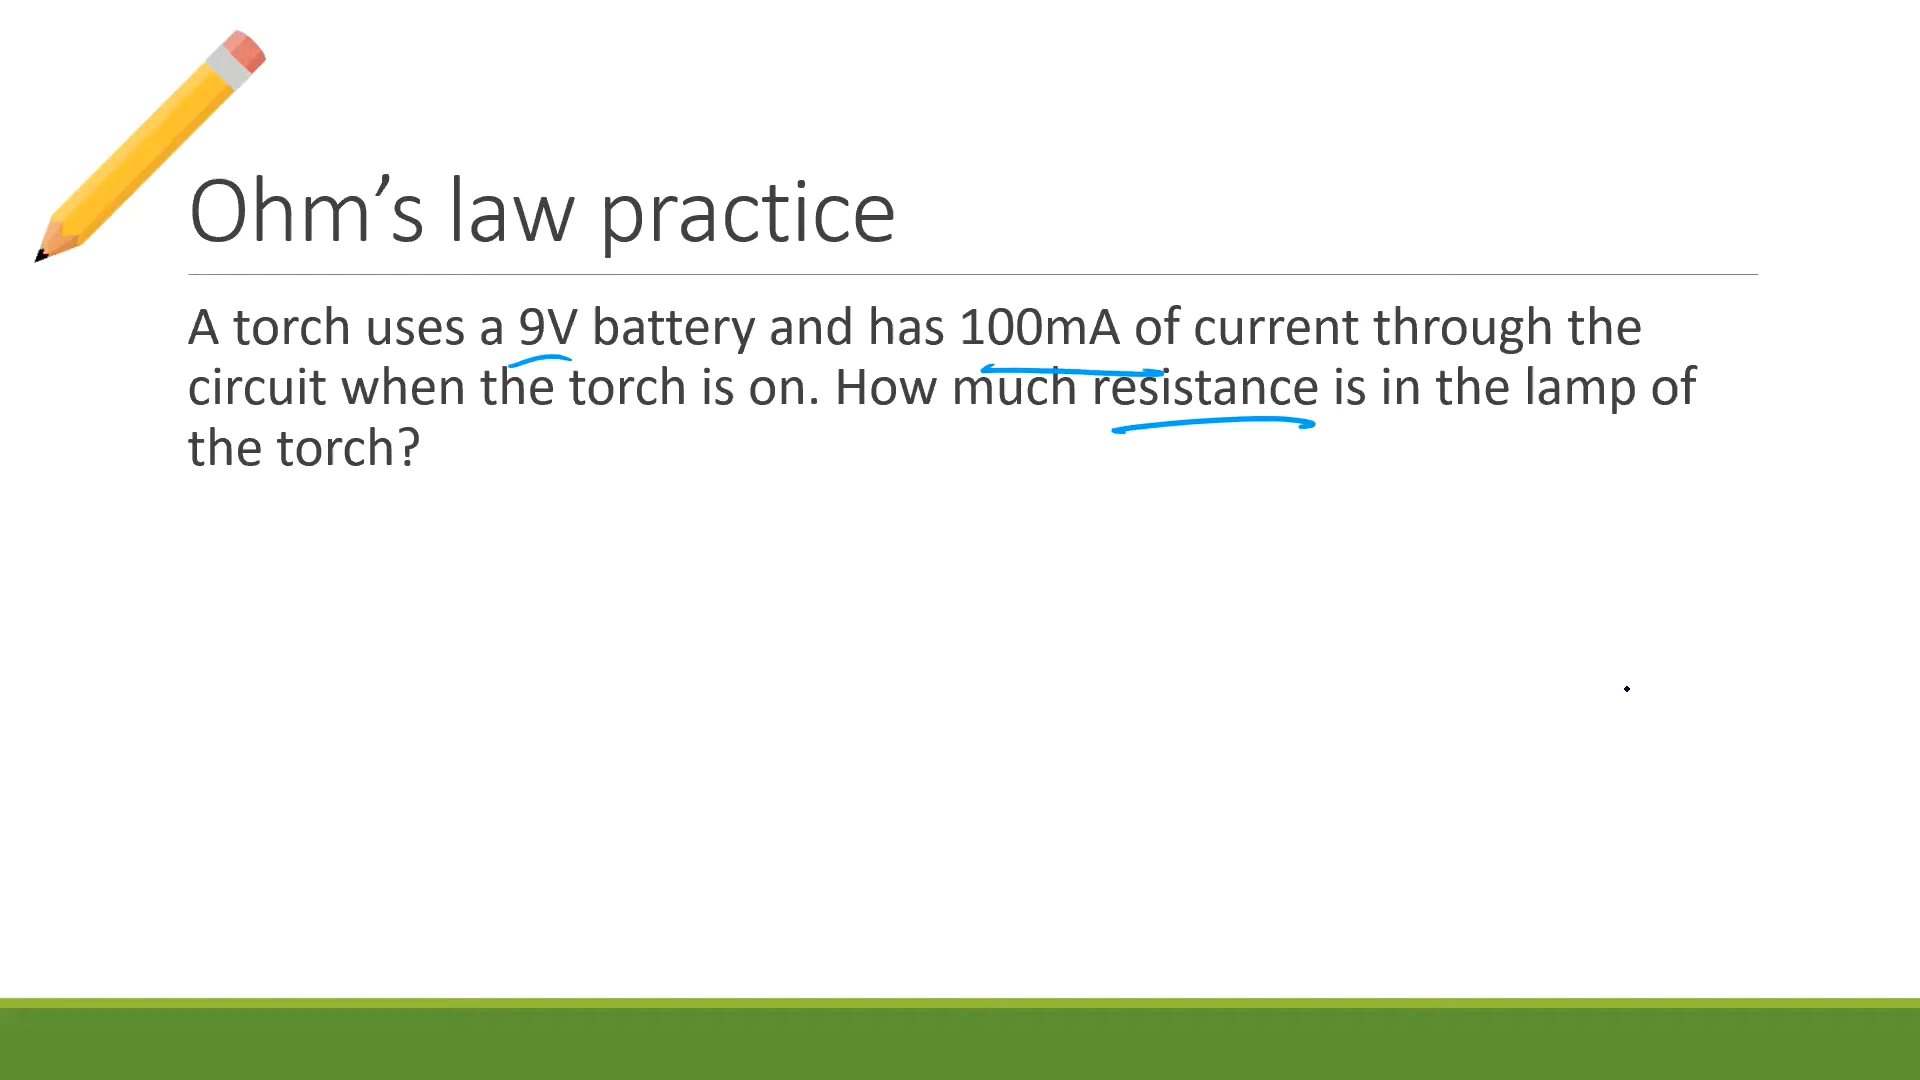 Ohm’s law practice
A torch uses a 9V battery and has 100mA of current through the
circuit when the torch is on. How much resistance is in the lamp of
the torch?